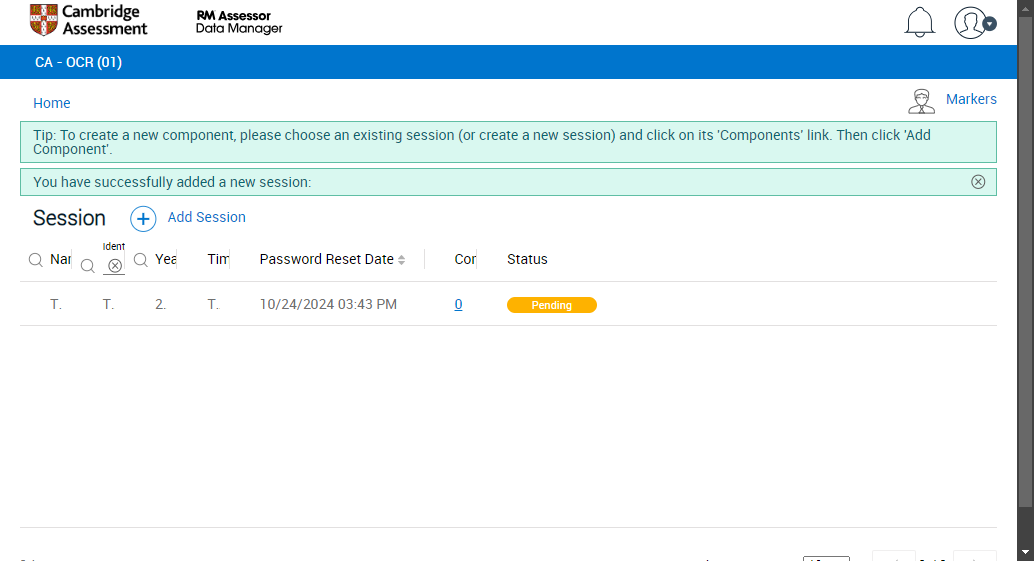 Cambridge
Assessment
RM Assessor
Data Manager
CA - OCR (01)
Home
Markers
Tip: To create a new component, please choose an existing session (or create a new session) and click on its 'Components' link. Then click 'Add
Component'.
You have successfully added a new session:
Session
Add Session
Nar Ident Yea Tim Password Reset Date Cor Status
T. T. 2. T. 10/24/2024 03:43 PM 0 Pending